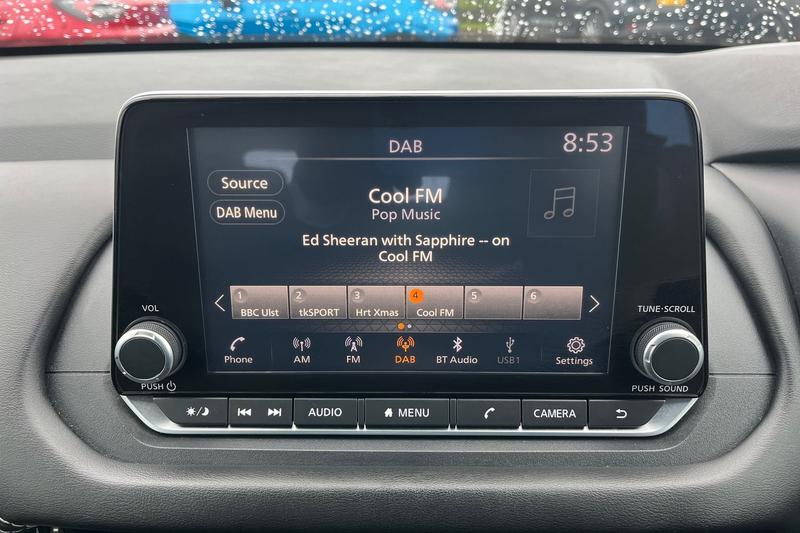 DAB
8:53
Source
DAB Menu
Cool FM
Pop Music
Ed Sheeran with Sapphire -- on
Cool FM
1 2 3 4 5 6
BBC Ulst tkSPORT Hrt Xmas Cool FM
Phone AM FM DAB BT Audio USB1 Settings
VOL
PUSH
TUNE·SCROLL
PUSH SOUND
AUDIO MENU CAMERA